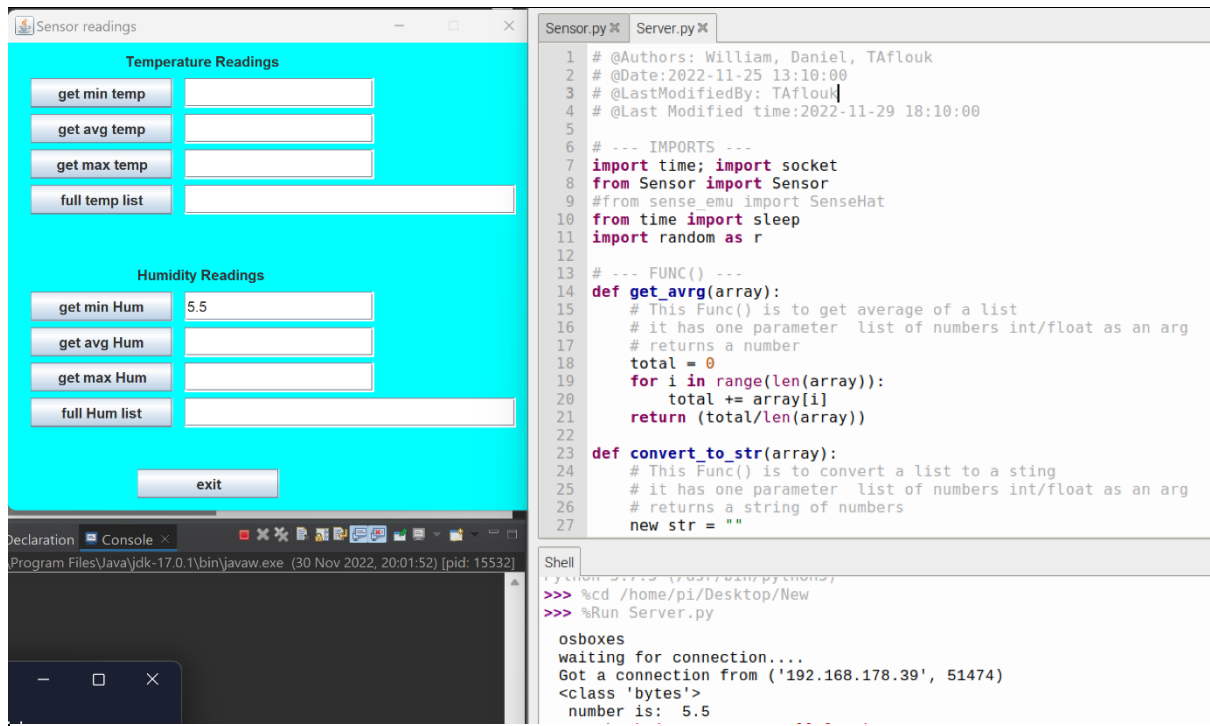 Sensor readings
Temperature Readings
get min temp
get avg temp
get max temp
full temp list
Humidity Readings
get min Hum 5.5
get avg Hum
get max Hum
full Hum list
exit
Declaration Console
\Program Files\Java\jdk-17.0.1\bin\javaw.exe (30 Nov 2022, 20:01:52) [pid: 15532]
Sensor.py Server.py
1 # @Authors: William, Daniel, TAflouk
2 # @Date:2022-11-25 13:10:00
3 # @LastModifiedBy: TAflouk
4 # @Last Modified time:2022-11-29 18:10:00
5
6 # --- IMPORTS ---
7 import time; import socket
8 from Sensor import Sensor
9 #from sense_emu import SenseHat
10 from time import sleep
11 import random as r
12
13 # --- FUNC() ---
14 def get_avrg(array):
15 # This Func() is to get average of a list
16 # it has one parameter  list of numbers int/float as an arg
17 # returns a number
18 total = 0
19 for i in range(len(array)):
20 total += array[i]
21 return (total/len(array))
22
23 def convert_to_str(array):
24 # This Func() is to convert a list to a sting
25 # it has one parameter  list of numbers int/float as an arg
26 # returns a string of numbers
27 new str = ""
Shell
>>> %cd /home/pi/Desktop/New
>>> %Run Server.py
osboxes
waiting for connection....
Got a connection from ('192.168.178.39', 51474)
<class 'bytes'>
number is:  5.5